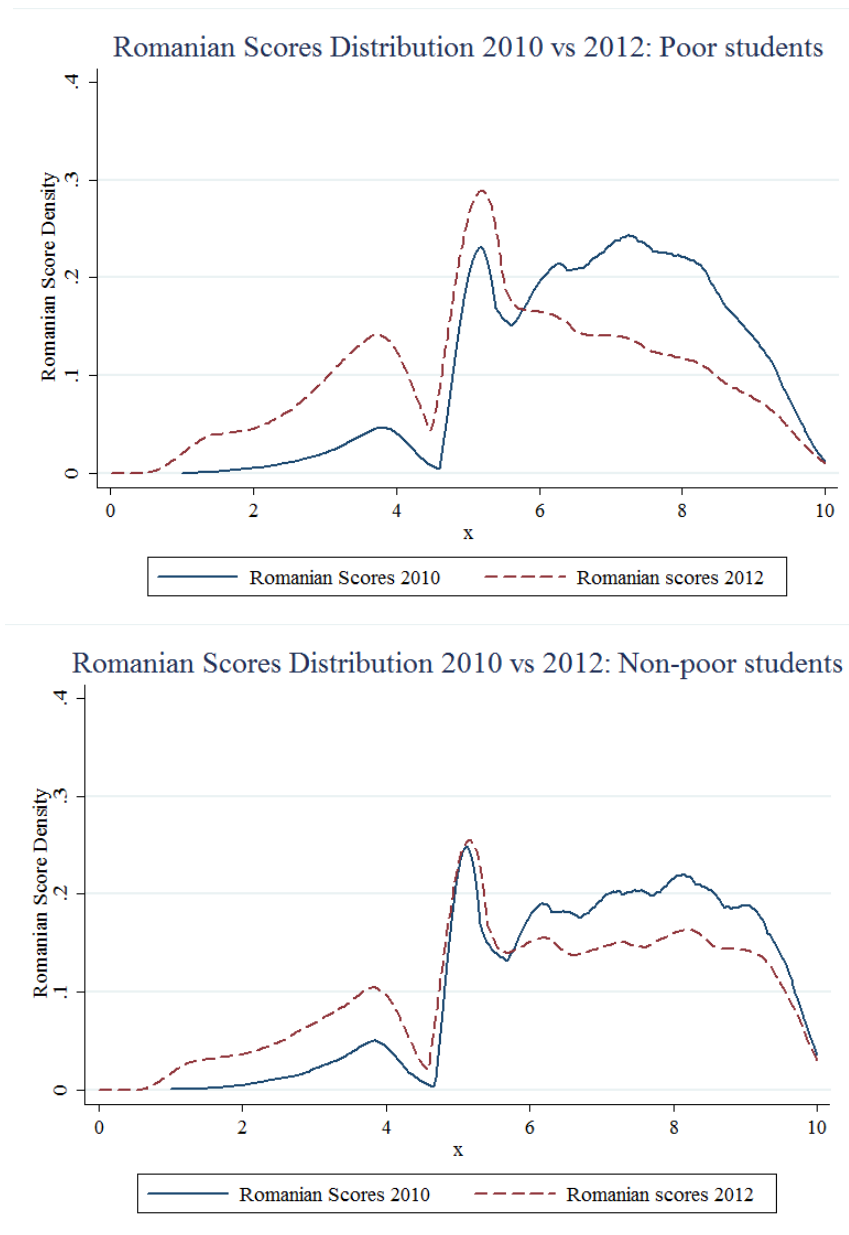 Romanian Scores Distribution 2010 vs 2012: Poor students
Romanian Score Density
.4
.3
.2
.1
0
0 2 4 6 8 10
x
Romanian Scores 2010 Romanian scores 2012
Romanian Scores Distribution 2010 vs 2012: Non-poor students
Romanian Score Density
.4
.3
.2
.1
0
0 2 4 6 8 10
x
Romanian Scores 2010 Romanian scores 2012